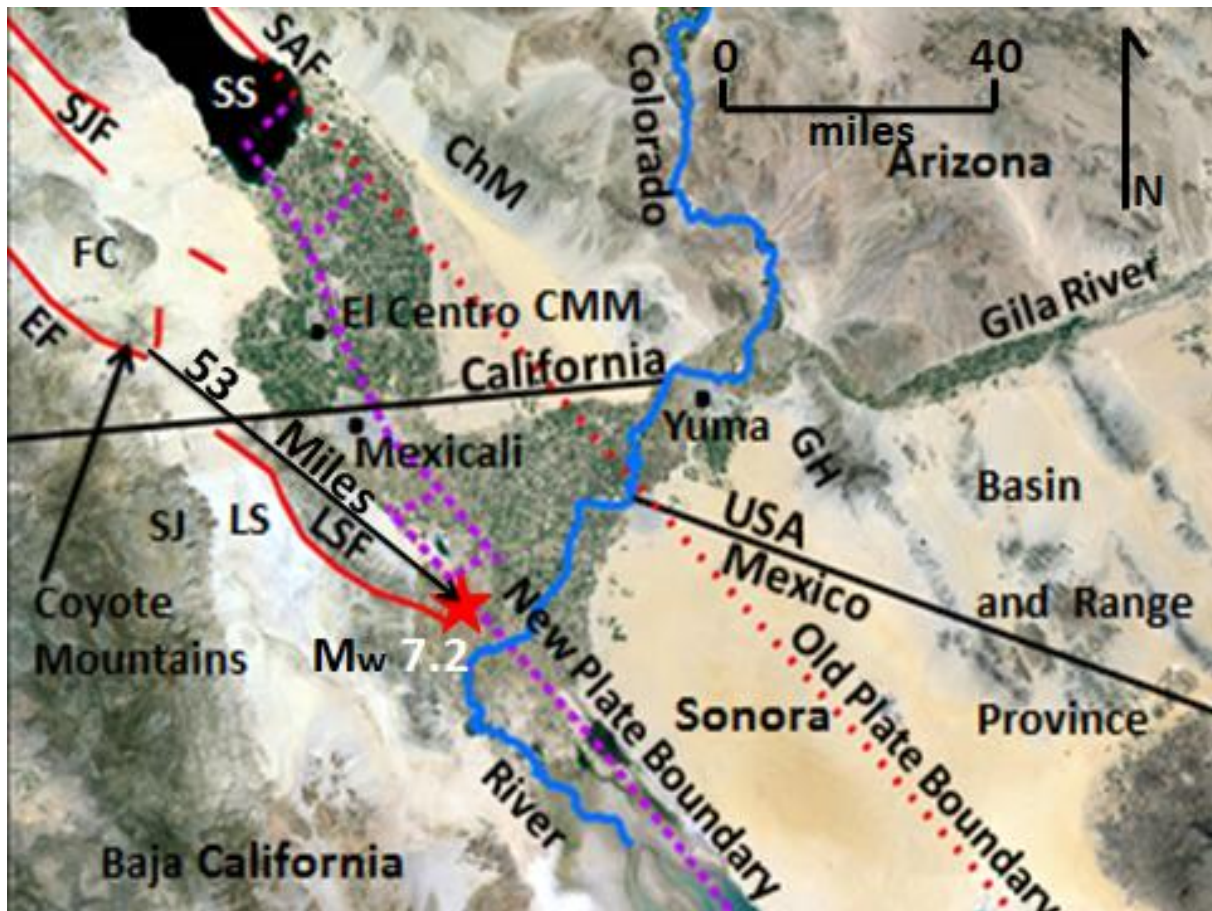 SAF
SS
SJF
Colorado
0 40
miles
Arizona
N
ChM
FC
EF
El Centro
CMM
Gila River
California
53 Miles
Mexicali
Yuma
GH
Basin
and Range
Province
USA
Mexico
SJ
LS
LSF
Coyote
Mountains
Mw 7.2
New Plate Boundary
Old Plate Boundary
Sonora
River
Baja California